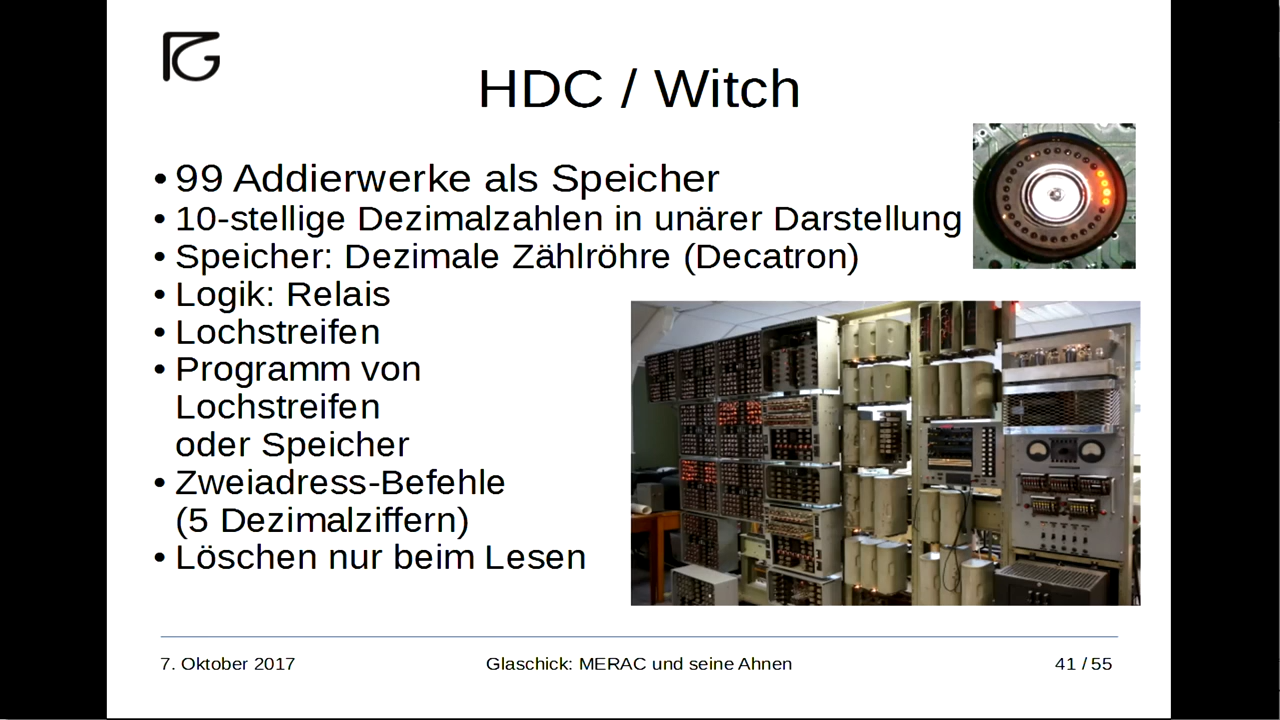 HDC / Witch
• 99 Addierwerke als Speicher
• 10-stellige Dezimalzahlen in unärer Darstellung
• Speicher: Dezimale Zählröhre (Decatron)
• Logik: Relais
• Lochstreifen
• Programm von
Lochstreifen
oder Speicher
• Zweiadress-Befehle
(5 Dezimalziffern)
• Löschen nur beim Lesen
7. Oktober 2017
Glaschick: MERAC und seine Ahnen
41 / 55